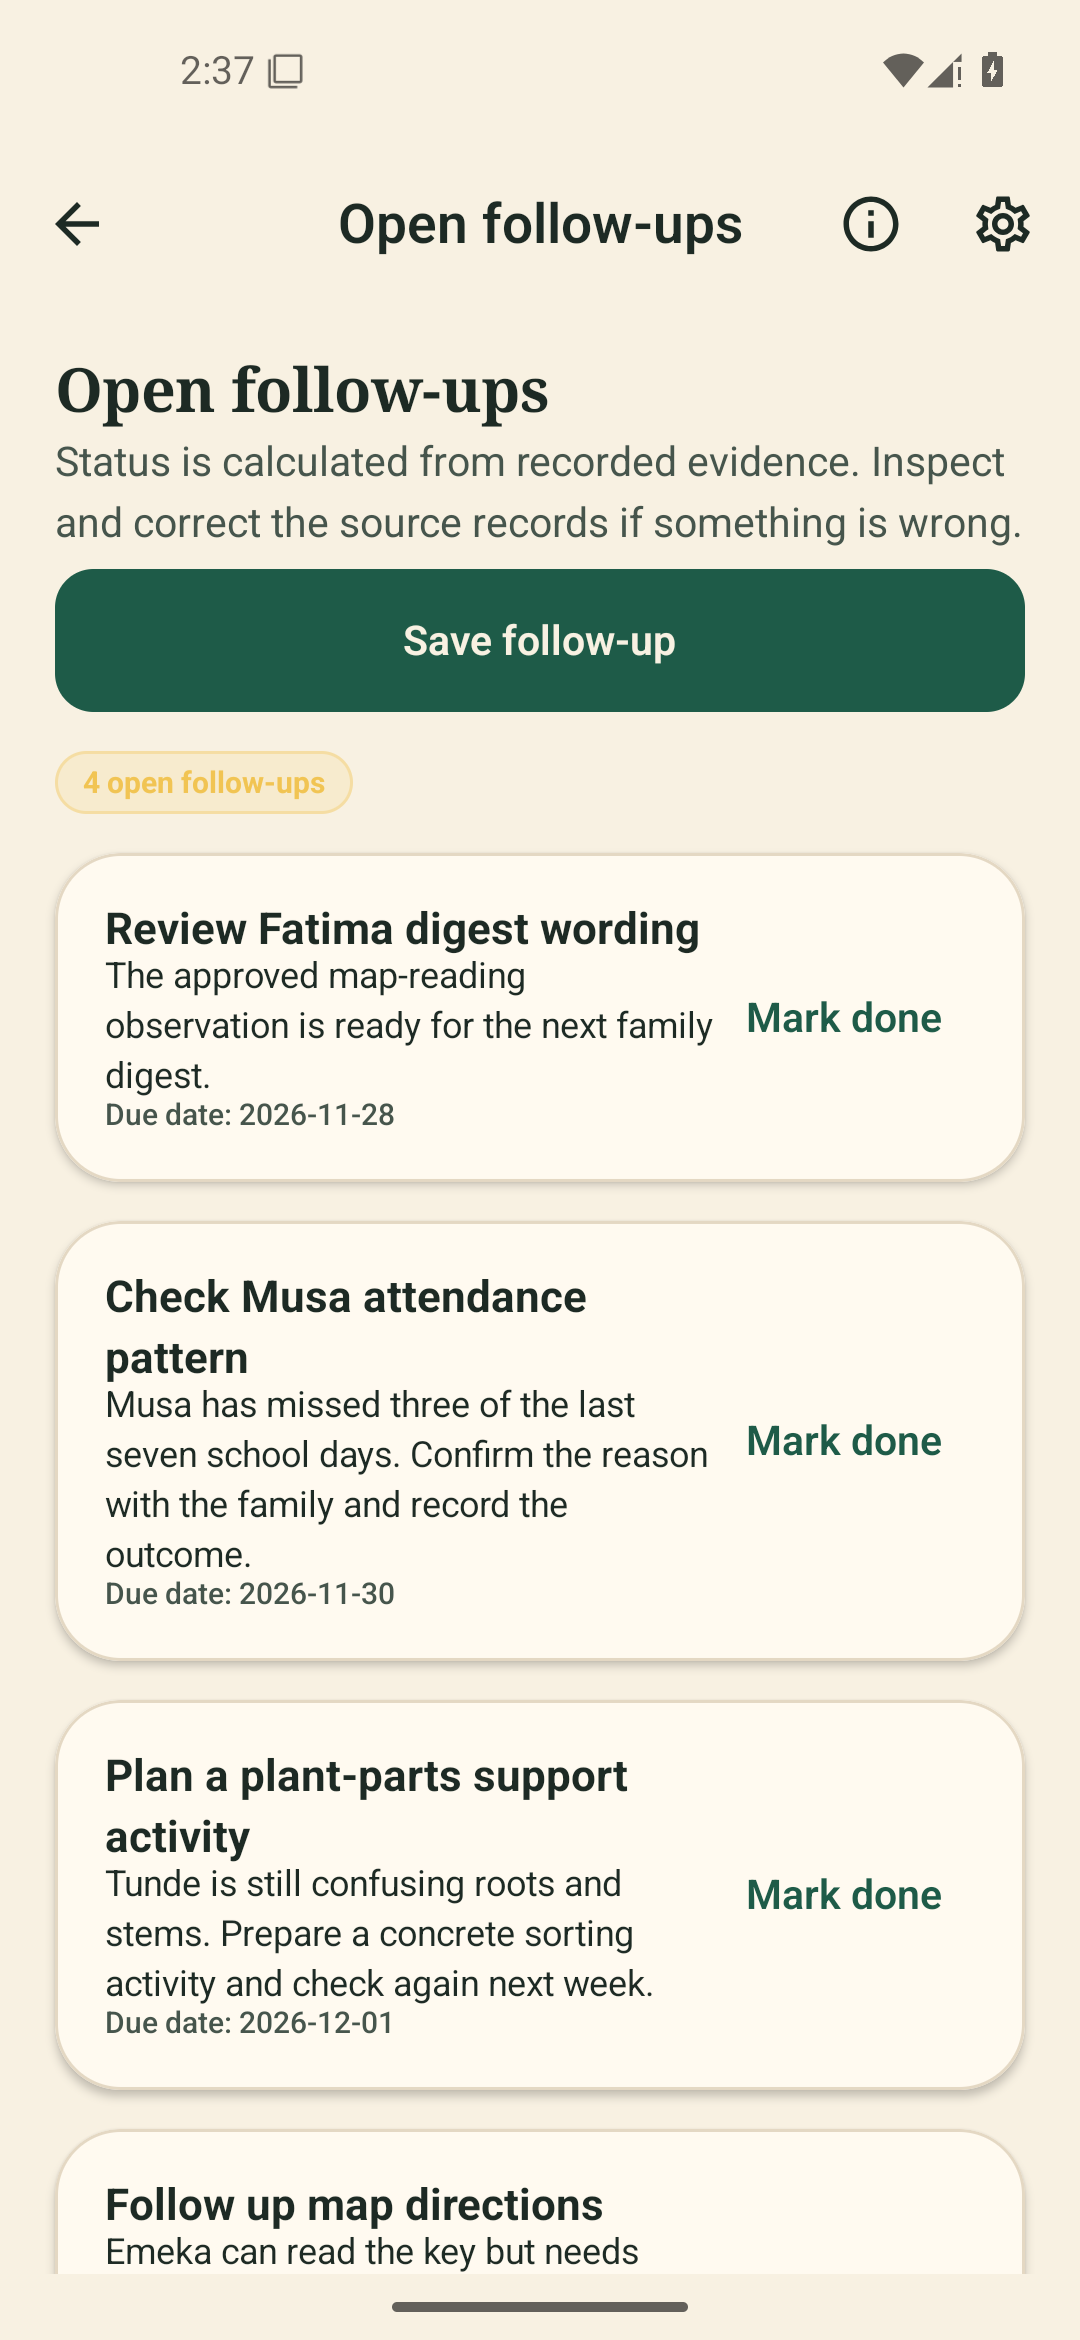 2:37
Open follow-ups
Open follow-ups
Status is calculated from recorded evidence. Inspect
and correct the source records if something is wrong.
Save follow-up
4 open follow-ups
Review Fatima digest wording
The approved map-reading
observation is ready for the next family
digest.
Due date: 2026-11-28
Mark done
Check Musa attendance
pattern
Musa has missed three of the last
seven school days. Confirm the reason
with the family and record the
outcome.
Due date: 2026-11-30
Mark done
Plan a plant-parts support
activity
Tunde is still confusing roots and
stems. Prepare a concrete sorting
activity and check again next week.
Due date: 2026-12-01
Mark done
Follow up map directions
Emeka can read the key but needs